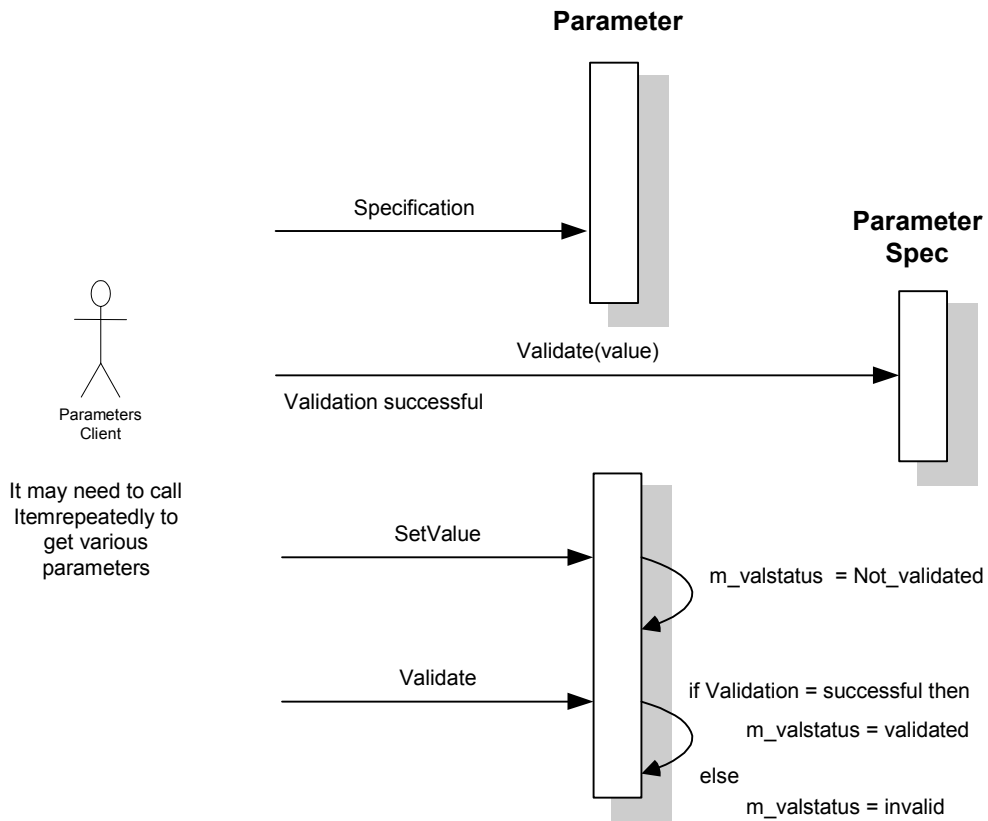 Parameter
Specification
Parameter
Spec
Validate(value)
Validation successful
Parameters
Client
It may need to call
Itemrepeatedly to
get various
parameters
SetValue
m_valstatus = Not_validated
Validate
if Validation = successful then
m_valstatus = validated
else
m_valstatus = invalid